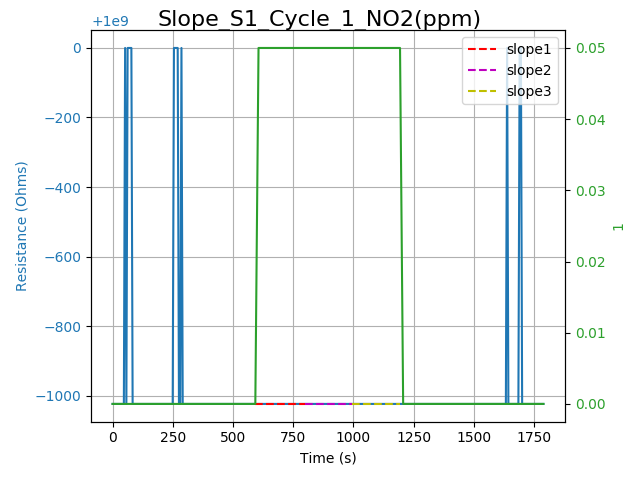 Slope_S1_Cycle_1_NO2(ppm)
+1e9
0
−200
−400
−600
−800
−1000
Resistance (Ohms)
slope1
slope2
slope3
0.05
0.04
0.03
0.02
0.01
0.00
1
0 250 500 750 1000 1250 1500 1750
Time (s)